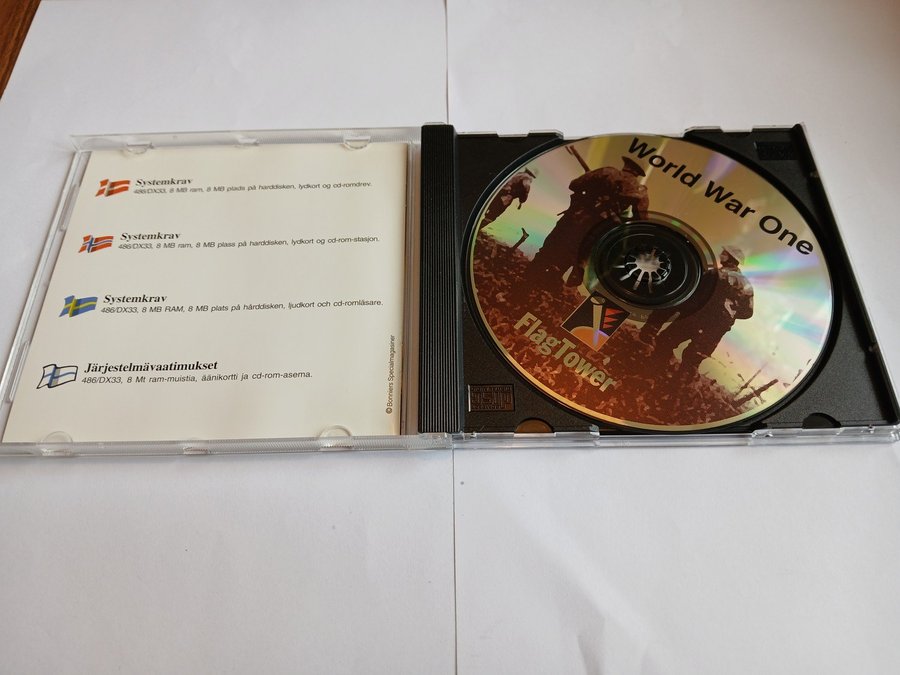 Systemkrav
486/DX33, 8 MB ram, 8 MB plads på harddisken, lydkort og cd-romdrev.
Systemkrav
486/DX33, 8 MB ram, 8 MB plass på harddisken, lydkort og cd-rom-stasjon.
Systemkrav
486/DX33, 8 MB RAM, 8 MB plats på hårddisken, ljudkort och cd-romläsare.
Järjestelmävaatimukset
486/DX33, 8 Mt ram-muistia, äänikortti ja cd-rom-asema.
© Bonniers Specialmagasiner
World War One
FlagTower